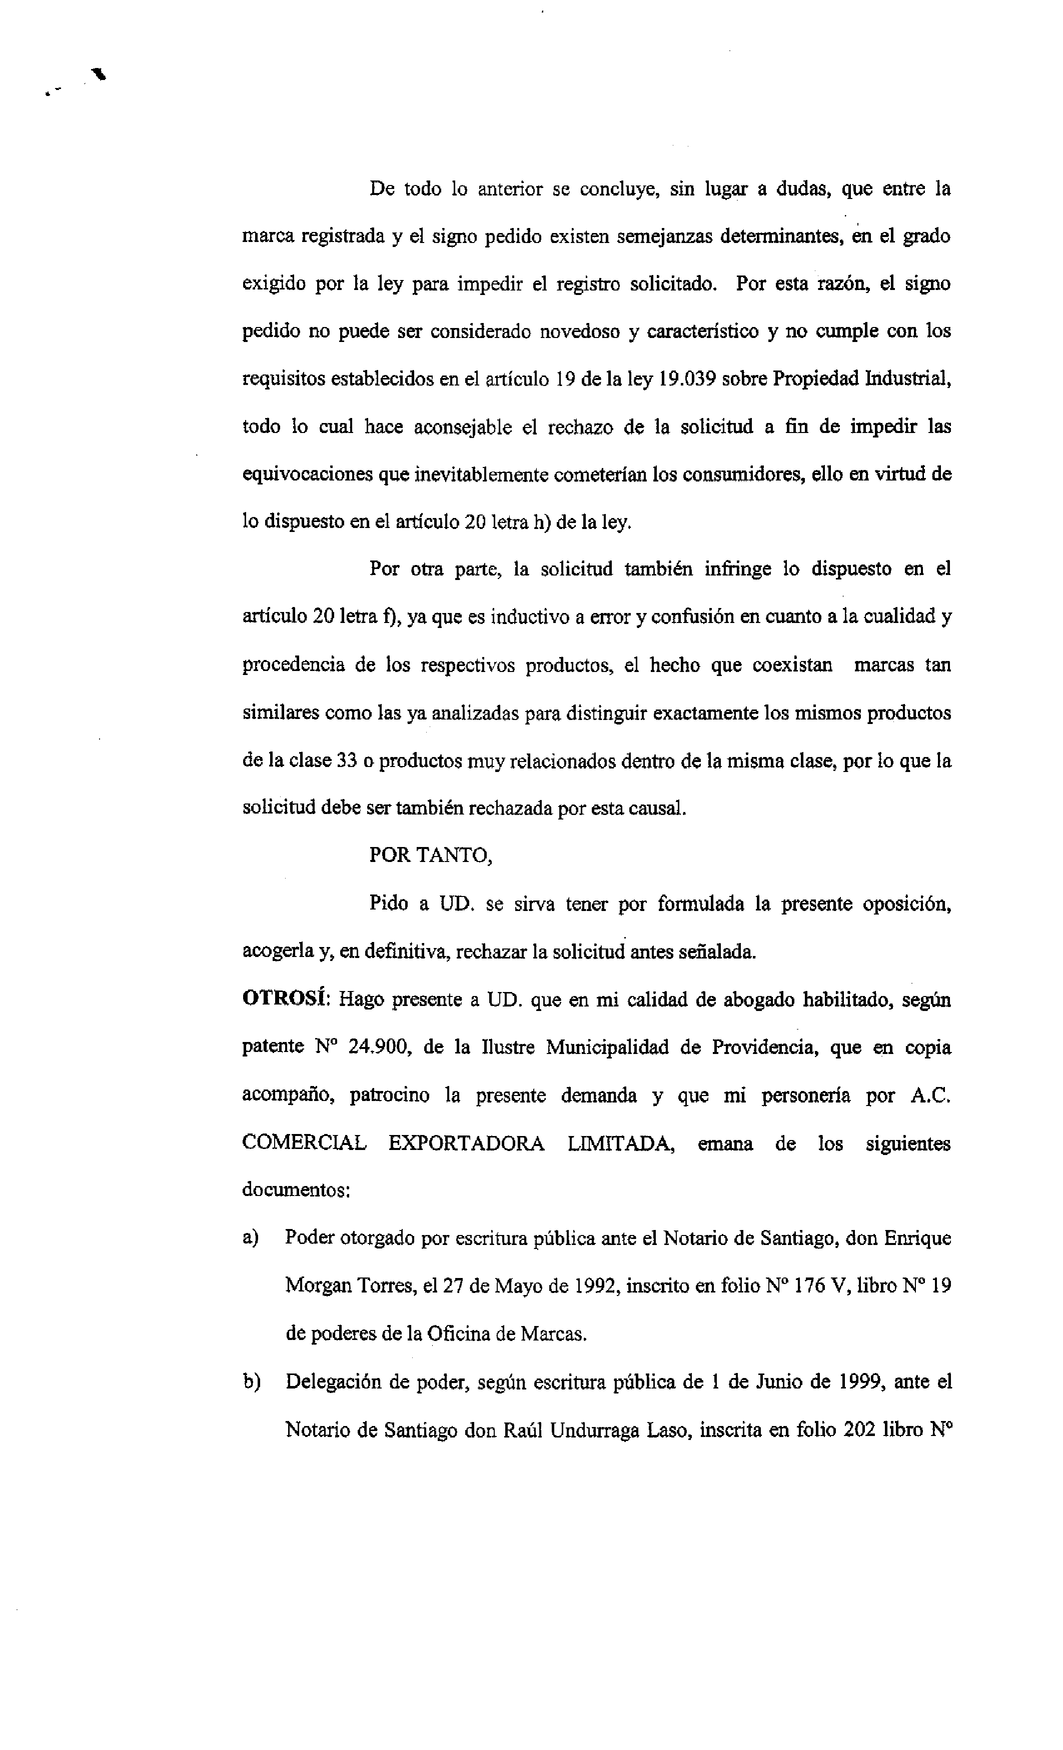 De todo lo anterior se concluye, sin lugar a dudas, que entre la
marca registrada y el signo pedido existen semejanzas determinantes, en el grado
exigido por la ley para impedir el registro solicitado. Por esta razón, el signo
pedido no puede ser considerado novedoso y característico y no cumple con los
requisitos establecidos en el artículo 19 de la ley 19.039 sobre Propiedad Industrial,
todo lo cual hace aconsejable el rechazo de la solicitud a fin de impedir las
equivocaciones que inevitablemente cometerían los consumidores, ello en virtud de
lo dispuesto en el artículo 20 letra h) de la ley.
Por otra parte, la solicitud también infringe lo dispuesto en el
artículo 20 letra f), ya que es inductivo a error y confusión en cuanto a la cualidad y
procedencia de los respectivos productos, el hecho que coexistan marcas tan
similares como las ya analizadas para distinguir exactamente los mismos productos
de la clase 33 o productos muy relacionados dentro de la misma clase, por lo que la
solicitud debe ser también rechazada por esta causal.
POR TANTO,
Pido a UD. se sirva tener por formulada la presente oposición,
acogerla y, en definitiva, rechazar la solicitud antes señalada.
OTROSÍ: Hago presente a UD. que en mi calidad de abogado habilitado, según
patente Nº 24.900, de la Ilustre Municipalidad de Providencia, que en copia
acompaño, patrocino la presente demanda y que mi personería por A.C.
COMERCIAL EXPORTADORA LIMITADA, emana de los siguientes
documentos:
a) Poder otorgado por escritura pública ante el Notario de Santiago, don Enrique
Morgan Torres, el 27 de Mayo de 1992, inscrito en folio Nº 176 V, libro Nº 19
de poderes de la Oficina de Marcas.
b) Delegación de poder, según escritura pública de 1 de Junio de 1999, ante el
Notario de Santiago don Raúl Undurraga Laso, inscrita en folio 202 libro Nº